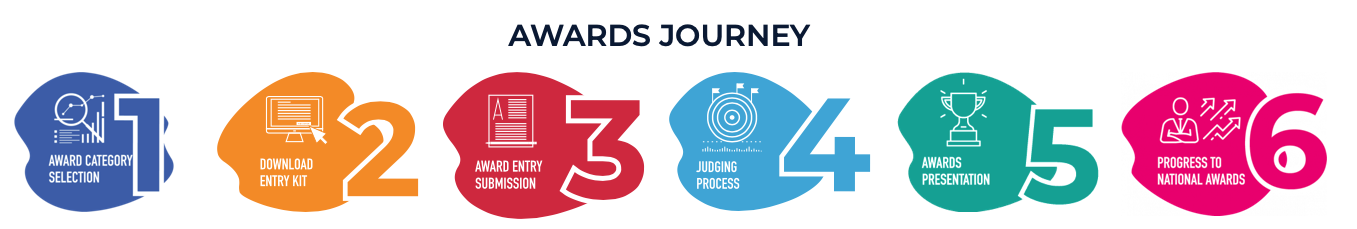 AWARDS JOURNEY
AWARD CATEGORY
SELECTION
1
DOWNLOAD
ENTRY KIT
2
A
AWARD ENTRY
SUBMISSION
3
JUDGING
PROCESS
4
AWARDS
PRESENTATION
5
PROGRESS TO
NATIONAL AWARDS
6